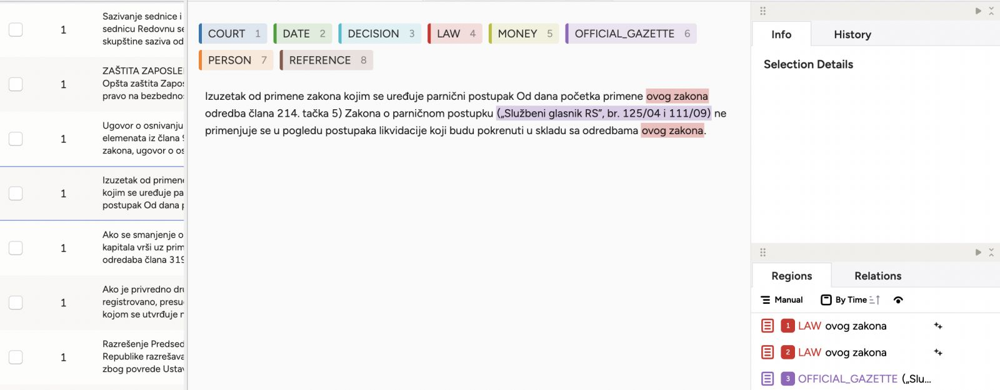 1
Sazivanje sednice i
sednicu Redovnu se
skupštine saziva od
1
ZAŠTITA ZAPOSLE
Opšta zaštita Zapos
pravo na bezbednos
1
Ugovor o osnivanju
elemenata iz člana 9
zakona, ugovor o os
1
Izuzetak od primene
kojim se uređuje pa
postupak Od dana p
1
Ako se smanjenje o
kapitala vrši uz prim
odredaba člana 319
1
Ako je privredno dru
registrovano, presud
kojom se utvrđuje n
1
Razrešenje Predsed
Republike razrešava
zbog povrede Ustav
COURT 1 DATE 2 DECISION 3 LAW 4 MONEY 5 OFFICIAL_GAZETTE 6
PERSON 7 REFERENCE 8
Izuzetak od primene zakona kojim se uređuje parnični postupak Od dana početka primene ovog zakona
odredba člana 214. tačka 5) Zakona o parničnom postupku („Službeni glasnik RS”, br. 125/04 i 111/09) ne
primenjuje se u pogledu postupaka likvidacije koji budu pokrenuti u skladu sa odredbama ovog zakona.
Info History
Selection Details
Regions Relations
Manual By Time
1 LAW ovog zakona
2 LAW ovog zakona
3 OFFICIAL_GAZETTE („Slu...